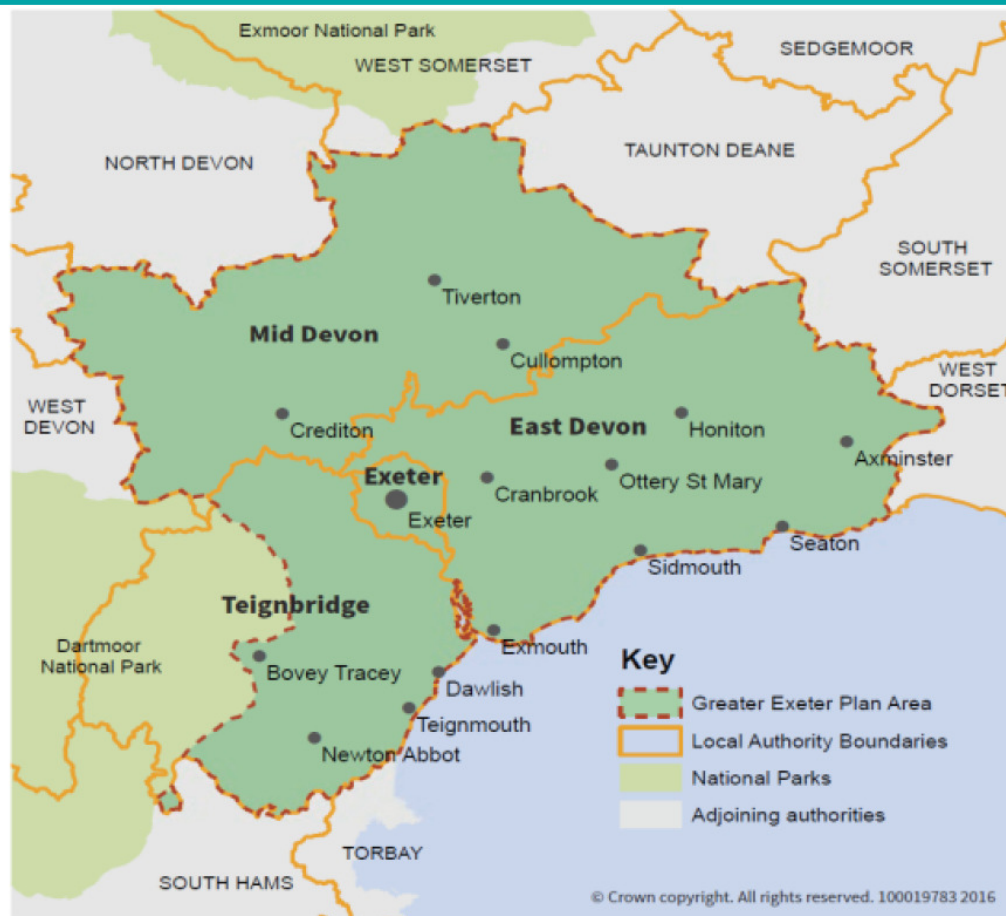 Exmoor National Park
WEST SOMERSET
SEDGEMOOR
NORTH DEVON
TAUNTON DEANE
SOUTH
SOMERSET
Tiverton
Mid Devon
Cullompton
WEST
DORSET
WEST
DEVON
Crediton
East Devon
Honiton
Axminster
Exeter
Cranbrook
Ottery St Mary
Exeter
Seaton
Sidmouth
Teignbridge
Dartmoor
National Park
Exmouth
Bovey Tracey
Dawlish
Teignmouth
Newton Abbot
TORBAY
SOUTH HAMS
Key
Greater Exeter Plan Area
Local Authority Boundaries
National Parks
Adjoining authorities
© Crown copyright. All rights reserved. 100019783 2016